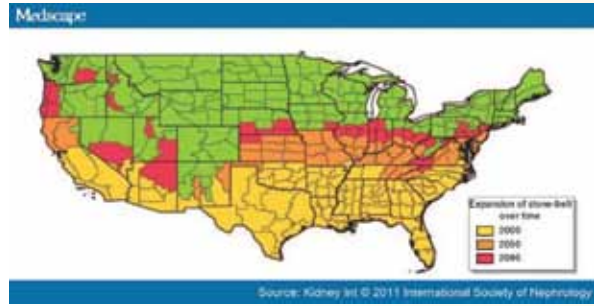 Medscape
Expansion of stone-belt
over time
2000
2050
2095
Source: Kidney Int © 2011 International Society of Nephrology